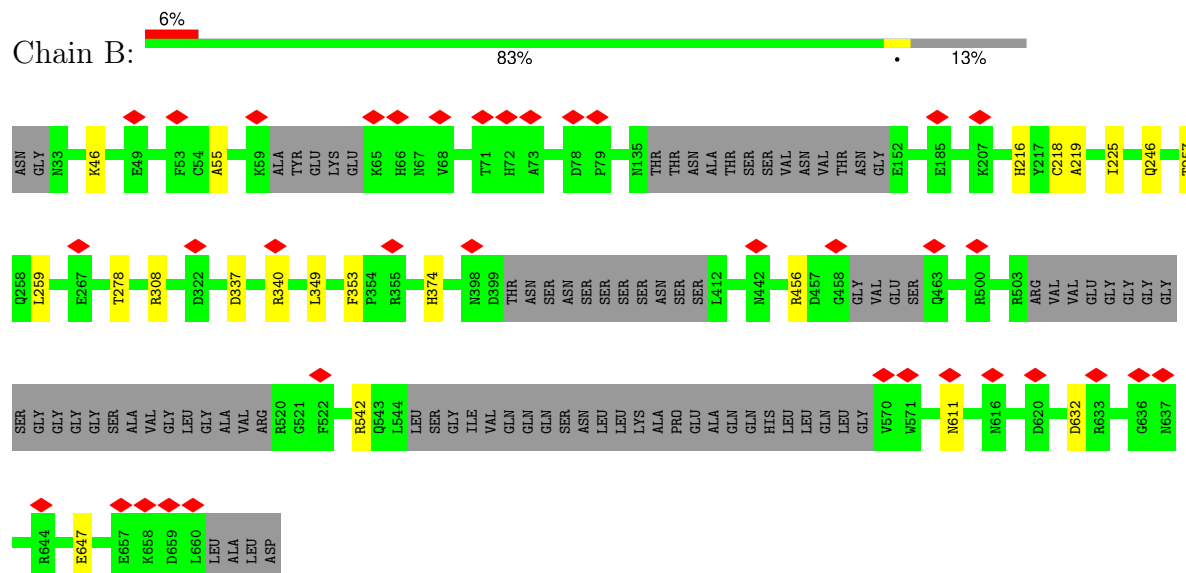 6%
Chain B:
83% • 13%
ASN GLY N33 K46 E49 F53 C54 A55 K59 ALA TYR GLU LYS GLU K65 H66 N67 V68 T71 H72 A73 D78 P79 N135 THR THR ASN ALA THR SER SER VAL ASN VAL THR ASN GLY E152 E185 K207 H216 Y217 C218 A219 I225 Q246 T257
Q258 L259 E267 T278 R308 D322 D337 R340 L349 F353 P354 R355 H374 N398 D399 THR ASN SER ASN SER SER SER SER ASN SER SER L412 N442 R456 D457 G458 GLY VAL GLU SER Q463 R500 R503 ARG VAL VAL GLU GLY GLY GLY GLY
SER GLY GLY GLY GLY SER ALA VAL GLY LEU GLY ALA VAL ARG R520 G521 F522 R542 Q543 L544 LEU SER GLY ILE VAL GLN GLN GLN SER ASN LEU LEU LYS ALA PRO GLU ALA GLN GLN HIS LEU LEU GLN LEU GLY V570 W571 N611 N616 D620 D632 R633 G636 N637
R644 E647 E657 K658 D659 L660 LEU ALA LEU ASP